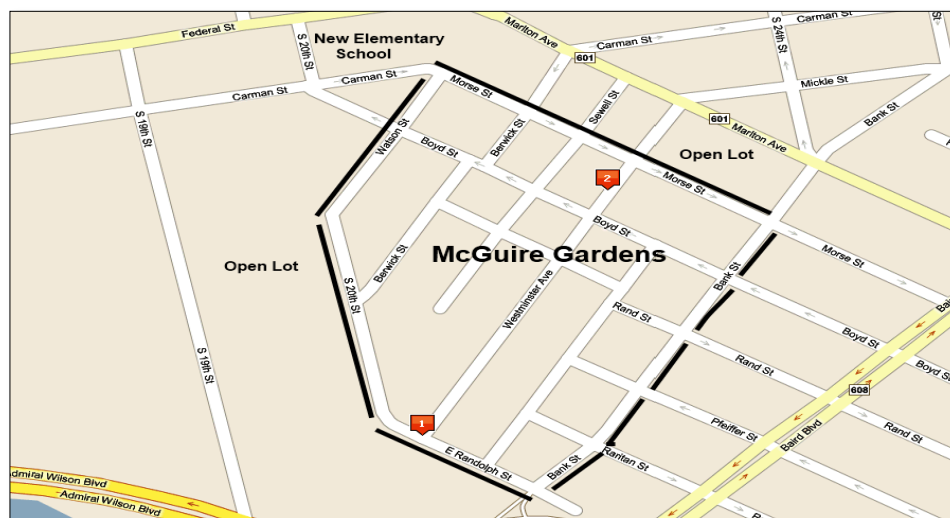 Federal St
S 20th St
New Elementary
School
Marlton Ave
Carman St
St
S 24th St
601
Carman St
Carman St
Morse St
Mickle St
S 19th St
Sewell St
Bank St
601
Marlton Ave
Berwick St
Watson St
Boyd St
Open Lot
2
Morse St
Boyd St
McGuire Gardens
Morse St
Open Lot
Berwick St
S 20th St
Bank St
Westminster Ave
Rand St
Boyd St
Rand St
Boyd St
S 19th St
608
1
Pfeiffer St
Rand St
Baird Blvd
E Randolph St
Bank St
Raritan St
Admiral Wilson Blvd
Admiral Wilson Blvd